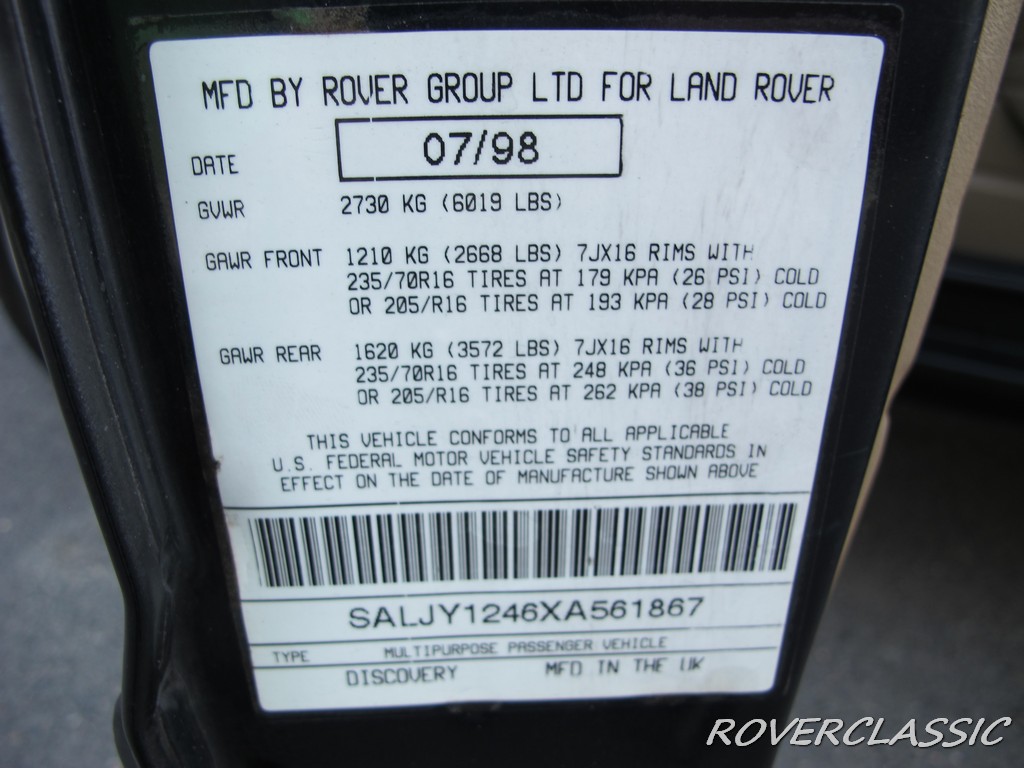 MFD BY ROVER GROUP LTD FOR LAND ROVER
DATE 07/98
GVWR 2730 KG (6019 LBS)
GAWR FRONT 1210 KG (2668 LBS) 7JX16 RIMS WITH
235/70R16 TIRES AT 179 KPA (26 PSI) COLD
OR 205/R16 TIRES AT 193 KPA (28 PSI) COLD
GAWR REAR 1620 KG (3572 LBS) 7JX16 RIMS WITH
235/70R16 TIRES AT 248 KPA (36 PSI) COLD
OR 205/R16 TIRES AT 262 KPA (38 PSI) COLD
THIS VEHICLE CONFORMS TO ALL APPLICABLE
U.S. FEDERAL MOTOR VEHICLE SAFETY STANDARDS IN
EFFECT ON THE DATE OF MANUFACTURE SHOWN ABOVE
SALJY1246XA561867
TYPE MULTIPURPOSE PASSENGER VEHICLE
DISCOVERY MFD IN THE UK
ROVERCLASSIC